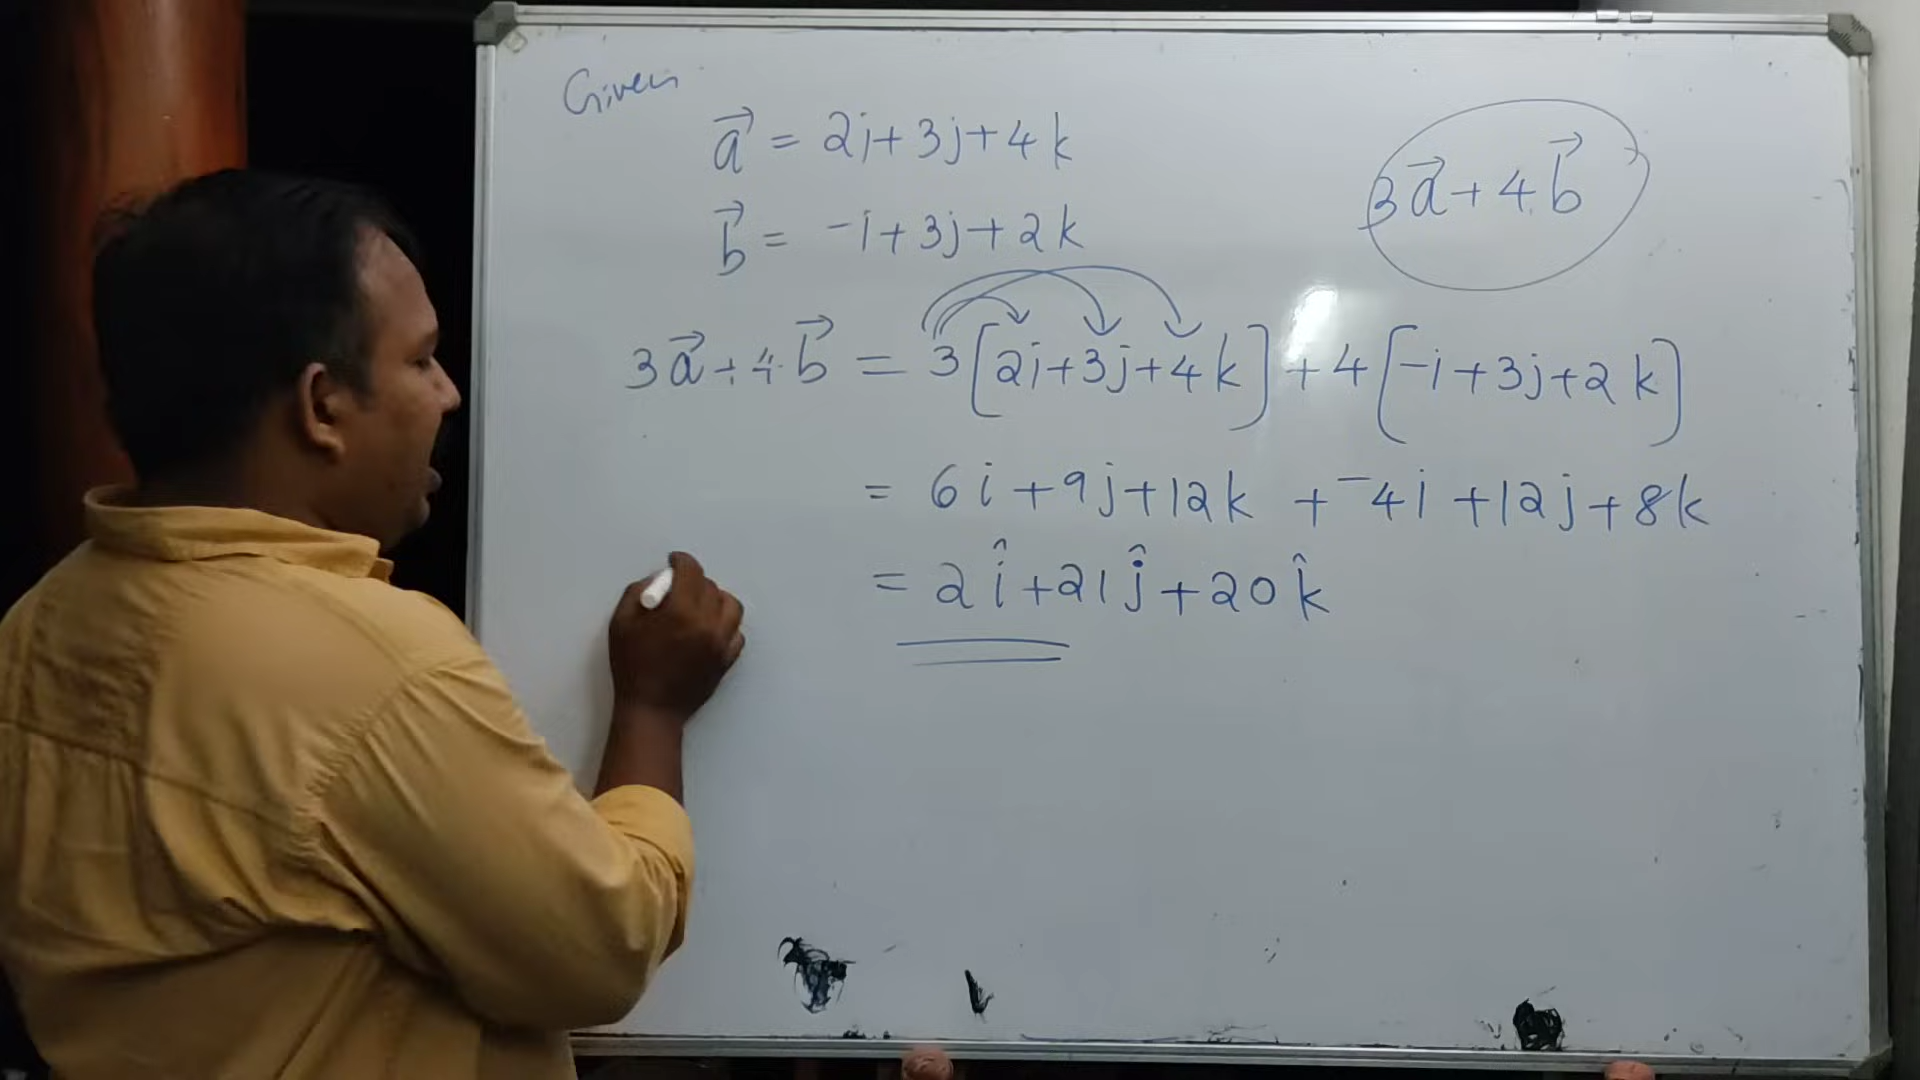 Given
a⃗ = 2i+3j+4k
b⃗ = -i+3j+2k
3a⃗+4b⃗
3a⃗+4b⃗ = 3[2i+3j+4k]+4[-i+3j+2k]
= 6i+9j+12k + -4i+12j+8k
= 2î+21ĵ+20k̂